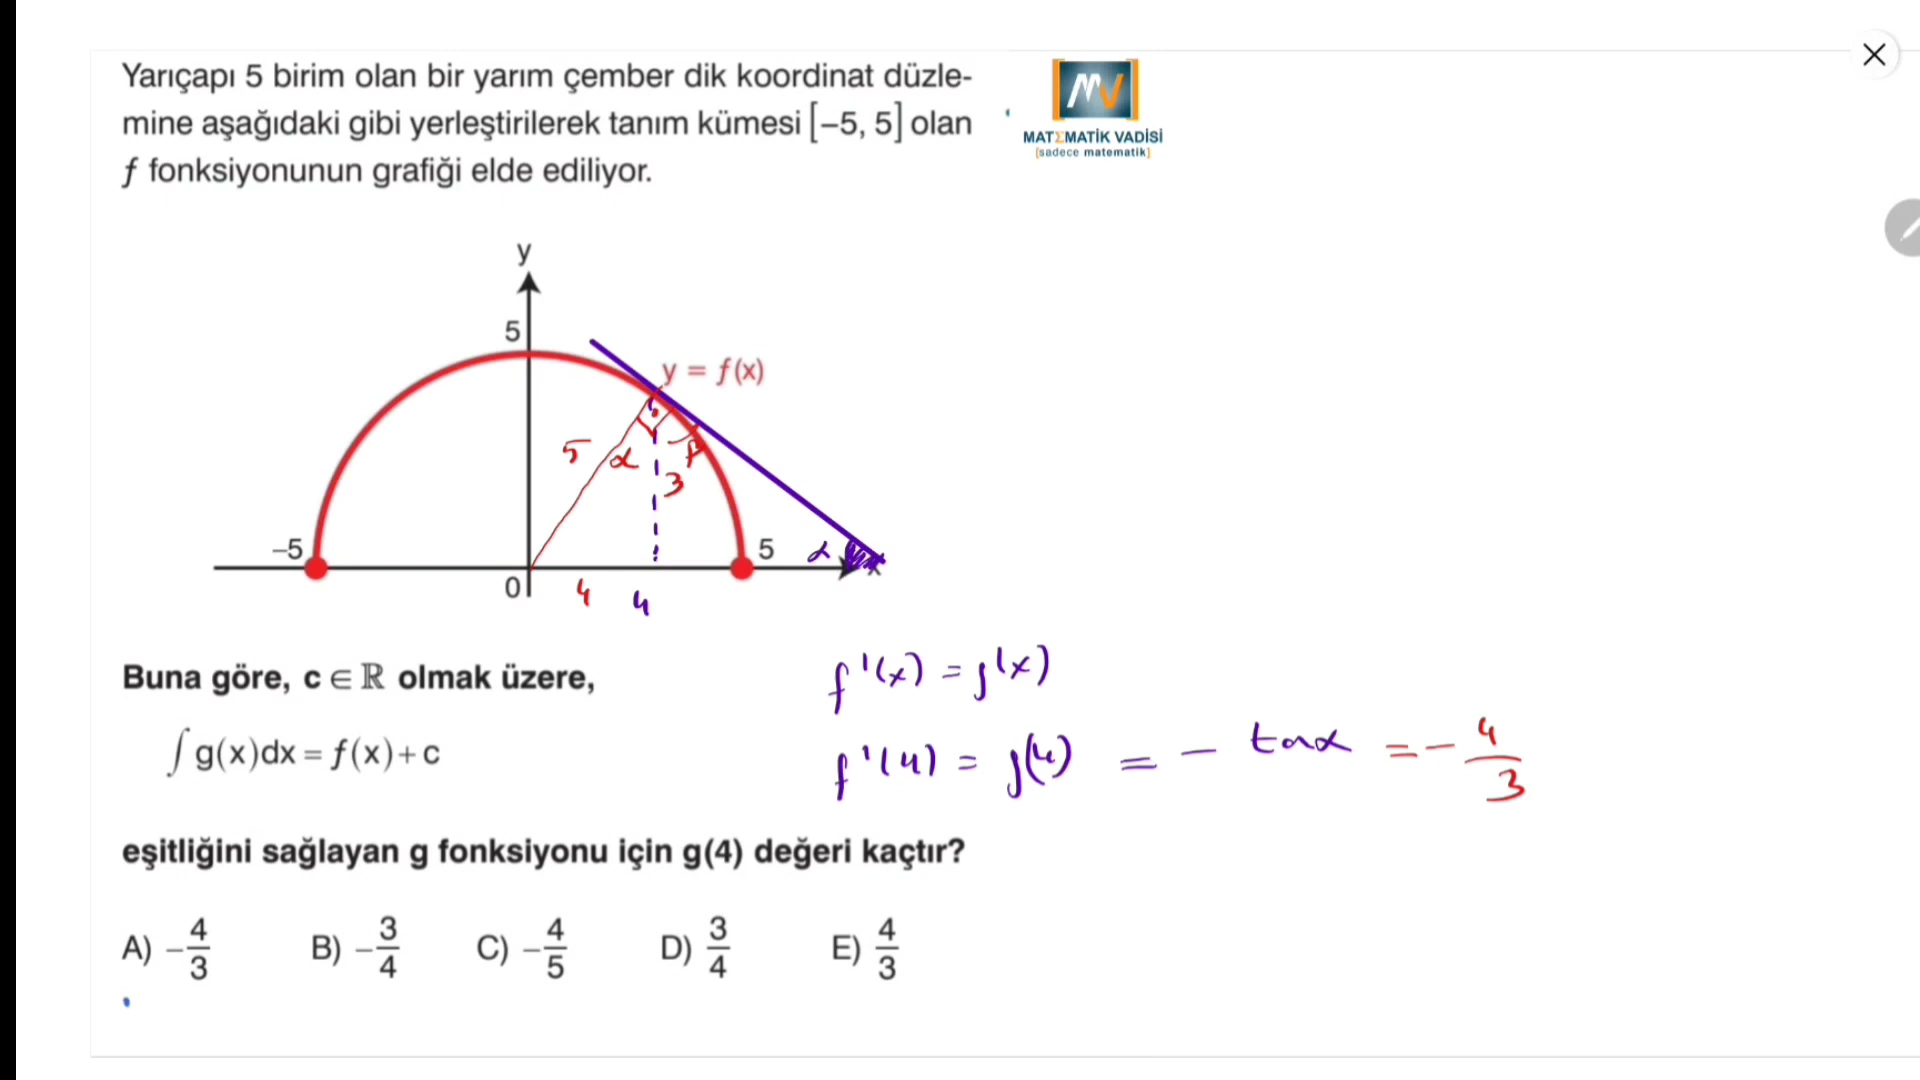 Yarıçapı 5 birim olan bir yarım çember dik koordinat düzle-
mine aşağıdaki gibi yerleştirilerek tanım kümesi [–5, 5] olan
f fonksiyonunun grafiği elde ediliyor.
MV
MATΣMATİK VADİSİ
[sadece matematik]
y
5
y = f(x)
5
α
3
–5
5
α
x
0
4
4
Buna göre, c ∈ ℝ olmak üzere,
∫ g(x)dx = f(x) + c
f'(x) = g(x)
f'(4) = g(4) = – tanα = – 4/3
eşitliğini sağlayan g fonksiyonu için g(4) değeri kaçtır?
A) –4/3 B) –3/4 C) –4/5 D) 3/4 E) 4/3